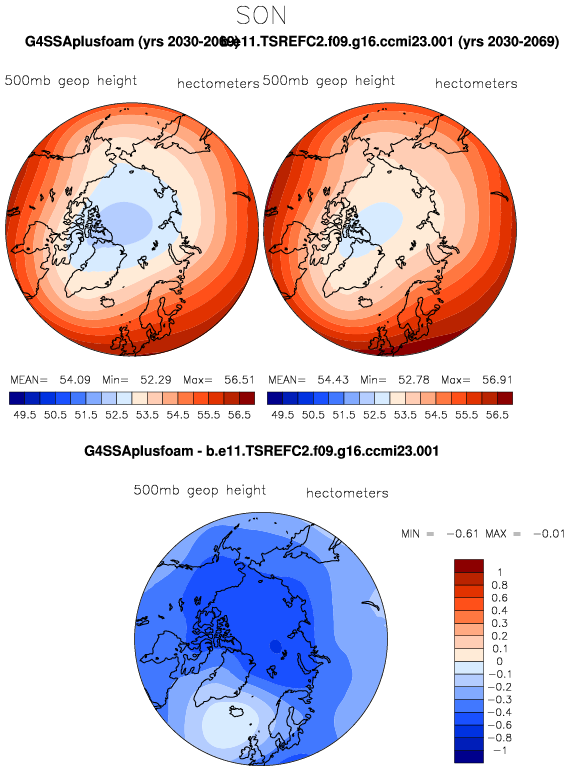 SON
G4SSAplusfoam (yrs 2030-2069) b.e11.TSREFC2.f09.g16.ccmi23.001 (yrs 2030-2069)
500mb geop height hectometers 500mb geop height hectometers
MEAN= 54.09 Min= 52.29 Max= 56.51 MEAN= 54.43 Min= 52.78 Max= 56.91
49.5 50.5 51.5 52.5 53.5 54.5 55.5 56.5 49.5 50.5 51.5 52.5 53.5 54.5 55.5 56.5
G4SSAplusfoam - b.e11.TSREFC2.f09.g16.ccmi23.001
500mb geop height hectometers
MIN = -0.61 MAX = -0.01
1
0.8
0.6
0.4
0.3
0.2
0.1
0
-0.1
-0.2
-0.3
-0.4
-0.6
-0.8
-1